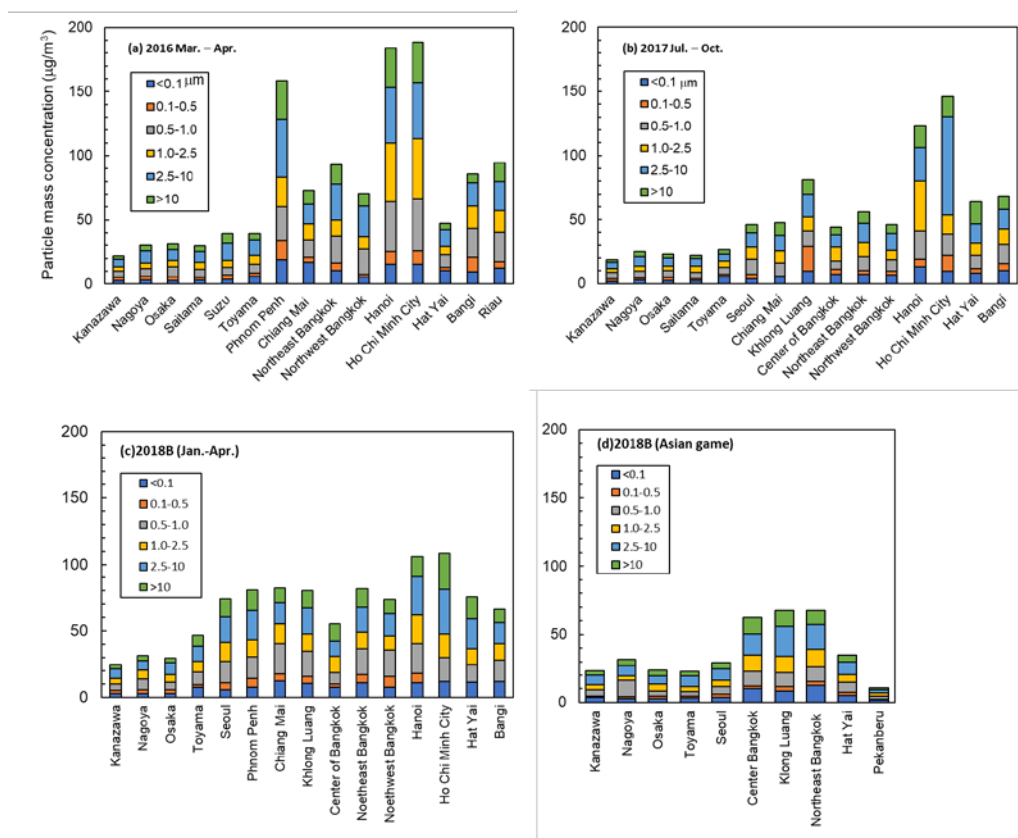 Particle mass concentration (µg/m³)
200
150
100
50
0
(a) 2016 Mar. – Apr.
<0.1 µm
0.1-0.5
0.5-1.0
1.0-2.5
2.5-10
>10
Kanazawa
Nagoya
Osaka
Saitama
Suzu
Toyama
Phnom Penh
Chiang Mai
Northeast Bangkok
Northwest Bangkok
Hanoi
Ho Chi Minh City
Hat Yai
Bangi
Riau
200
150
100
50
0
(b) 2017 Jul. – Oct.
<0.1 µm
0.1-0.5
0.5-1.0
1.0-2.5
2.5-10
>10
Kanazawa
Nagoya
Osaka
Saitama
Toyama
Seoul
Chiang Mai
Khlong Luang
Center of Bangkok
Northeast Bangkok
Northwest Bangkok
Hanoi
Ho Chi Minh City
Hat Yai
Bangi
200
150
100
50
0
(c)2018B (Jan.-Apr.)
<0.1
0.1-0.5
0.5-1.0
1.0-2.5
2.5-10
>10
Kanazawa
Nagoya
Osaka
Toyama
Seoul
Phnom Penh
Chiang Mai
Khlong Luang
Center of Bangkok
Noetheast Bangkok
Noethwest Bangkok
Hanoi
Ho Chi Minh City
Hat Yai
Bangi
200
150
100
50
0
(d)2018B (Asian game)
<0.1
0.1-0.5
0.5-1.0
1.0-2.5
2.5-10
>10
Kanazawa
Nagoya
Osaka
Toyama
Seoul
Center Bangkok
Klong Luang
Northeast Bangkok
Hat Yai
Pekanberu